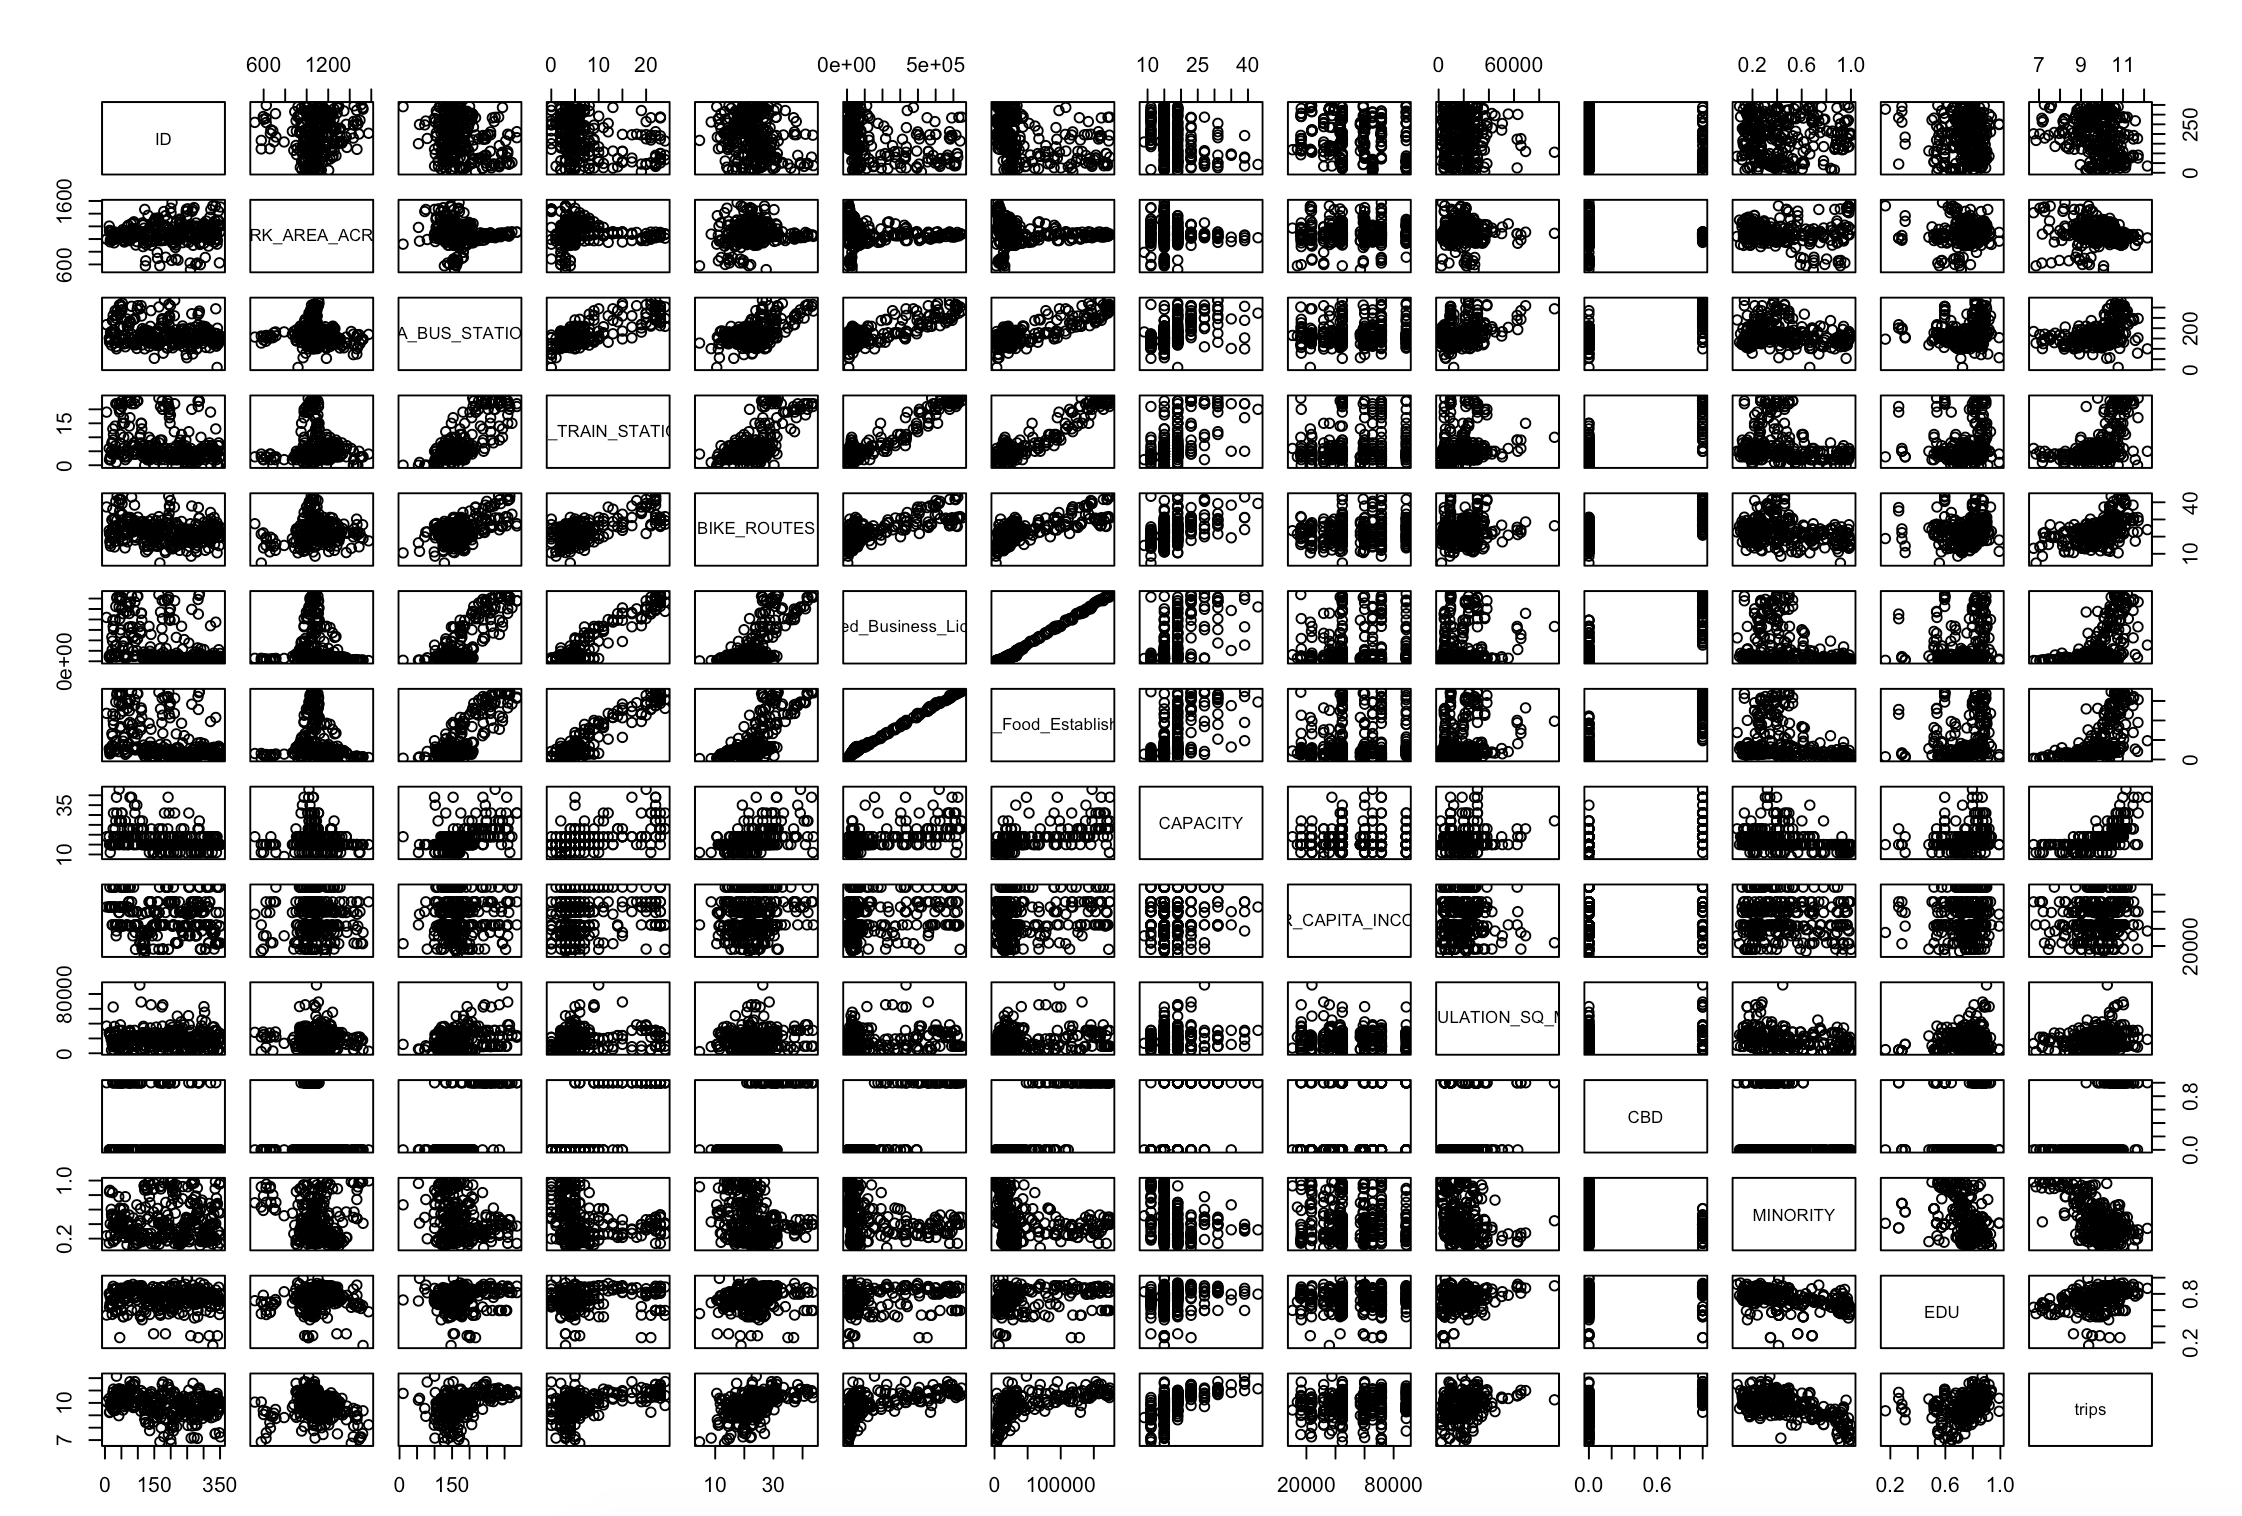 600 1200 0 10 20 0e+00 5e+05 10 25 40 0 60000 0.2 0.6 1.0 7 9 11
ID 0 250
600 1600 RK_AREA_ACR
A_BUS_STATIO 0 200
0 15 _TRAIN_STATI
BIKE_ROUTES 10 40
0e+00 ed_Business_Lic
_Food_Establish 0
10 35 CAPACITY
R_CAPITA_INCO 20000
0 80000 ULATION_SQ_M
CBD 0.0 0.8
0.2 1.0 MINORITY
EDU 0.2 0.8
7 10 trips
0 150 350 0 150 10 30 0 100000 20000 80000 0.0 0.6 0.2 0.6 1.0